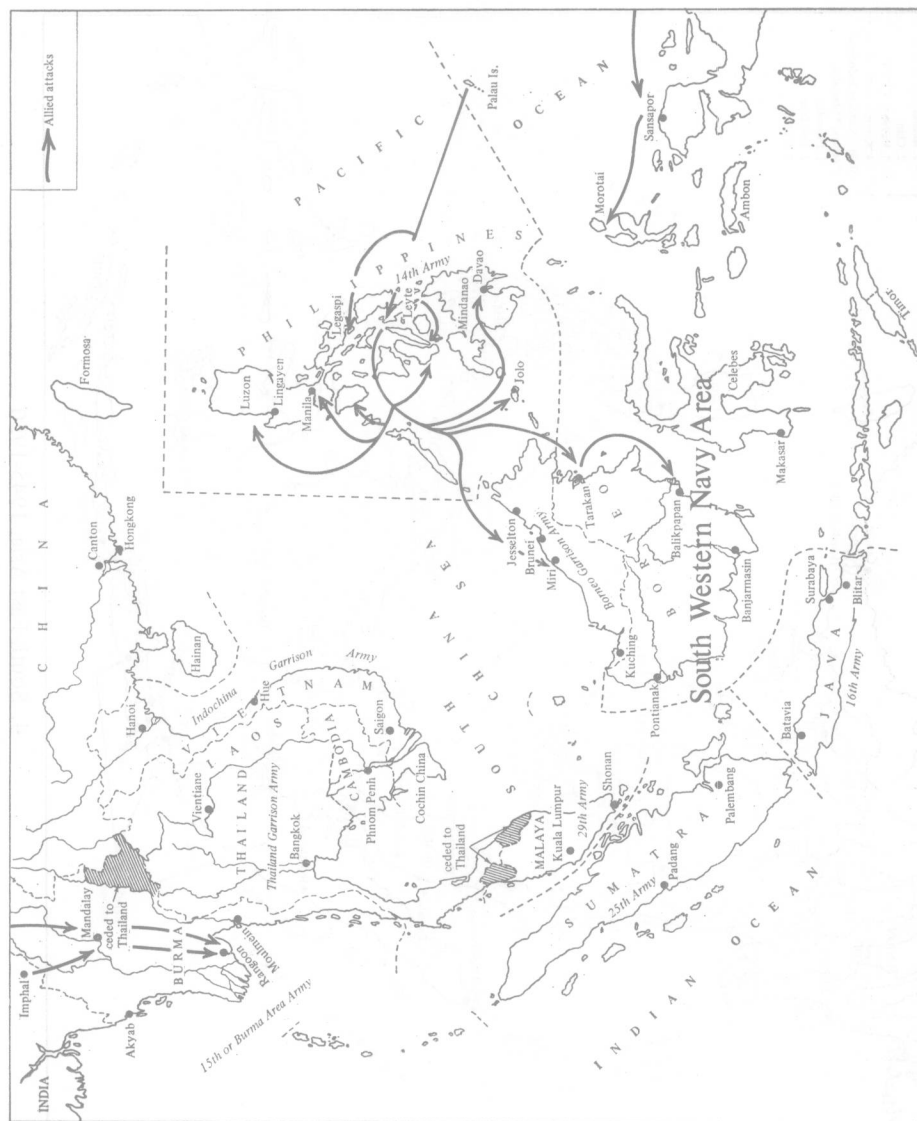 Allied attacks
INDIA
Imphal
Mandalay
ceded to
Thailand
BURMA
Akyab
Rangoon
Moulmein
15th or Burma Area Army
CHINA
Canton
Hongkong
Formosa
Hainan
Hanoi
Indochina Garrison Army
Hue
VIETNAM
LAOS
Vientiane
THAILAND
Thailand Garrison Army
Bangkok
CAMBODIA
Phnom Penh
Saigon
Cochin China
ceded to
Thailand
MALAYA
Kuala Lumpur
29th Army
Shonan
SOUTH CHINA SEA
PACIFIC OCEAN
PHILIPPINES
Luzon
Lingayen
Manila
Legaspi
14th Army
Leyte
Mindanao
Davao
Jolo
Palau Is.
Jesselton
Brunei
Miri
Borneo Garrison Army
Kuching
Pontianak
BORNEO
Tarakan
Balikpapan
Banjarmasin
South Western Navy Area
Celebes
Makasar
Morotai
Sansapor
Ambon
Timor
SUMATRA
25th Army
Padang
Palembang
INDIAN OCEAN
Batavia
JAVA
16th Army
Surabaya
Blitar